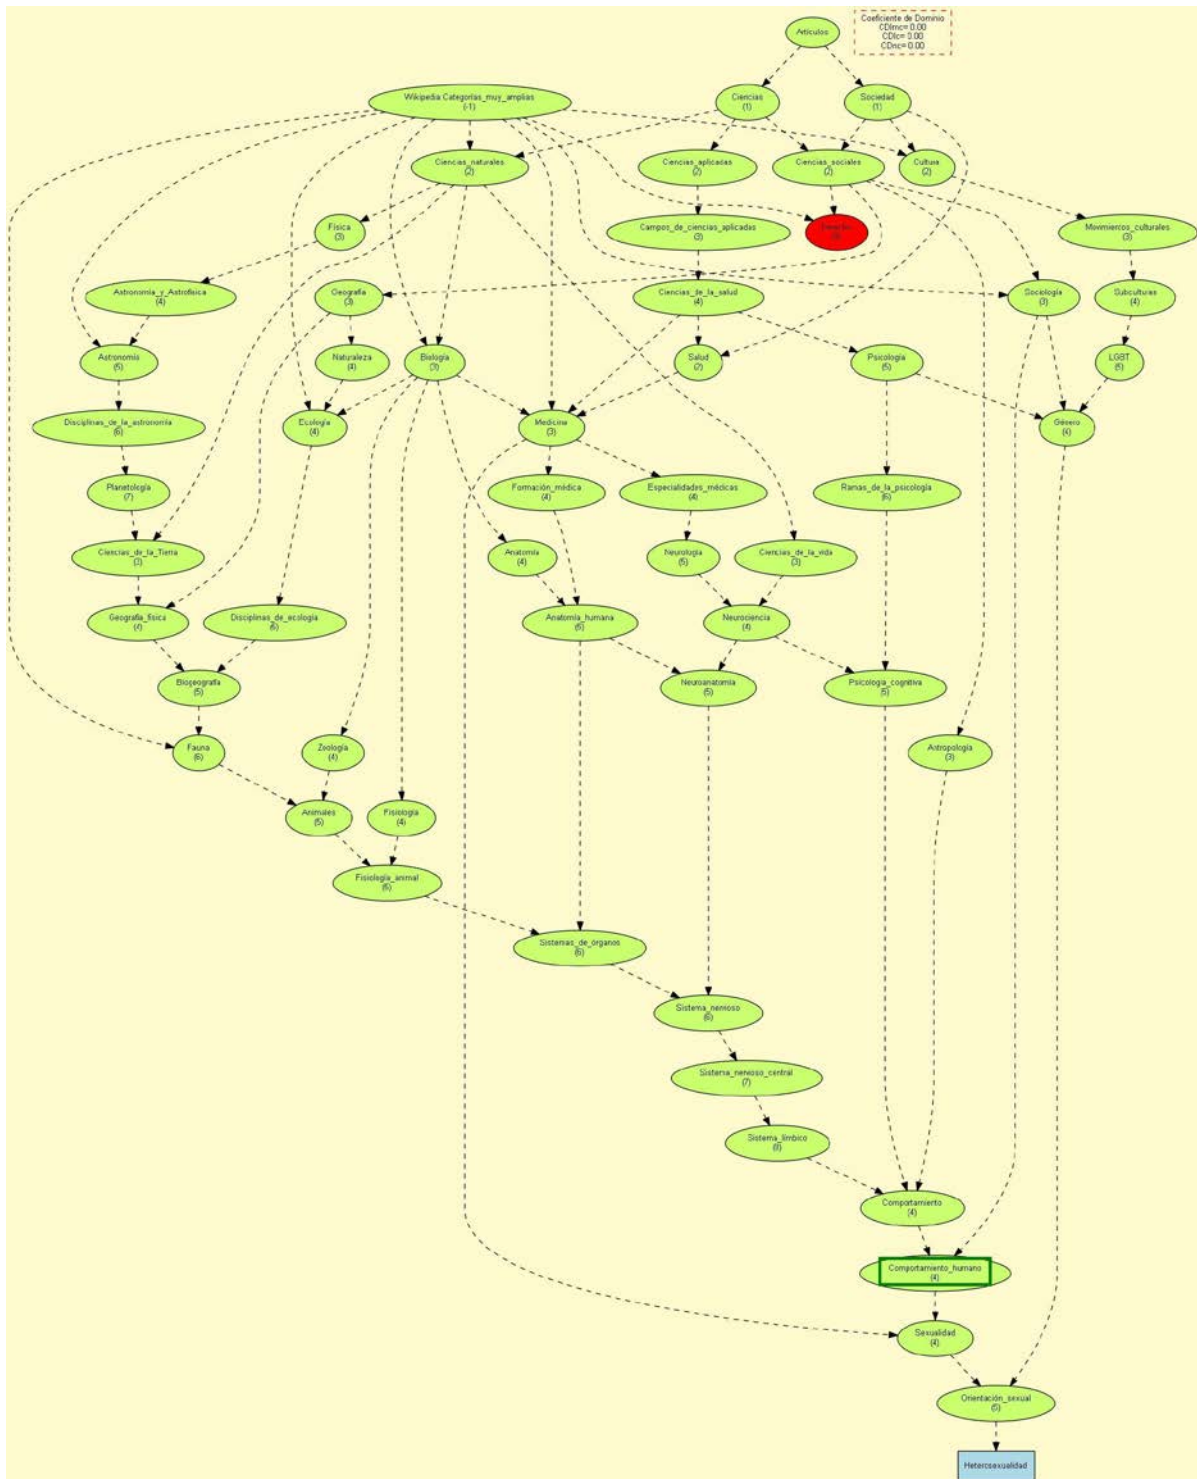 Artículos
Coeficiente de Dominio
CDlmc= 0.00
CDlc= 0.00
CDnc= 0.00
Wikipedia:Categorías_muy_amplias
(-1)
Ciencias
(1)
Sociedad
(1)
Ciencias_naturales
(2)
Ciencias_aplicadas
(2)
Ciencias_sociales
(2)
Cultura
(2)
Física
(3)
Campos_de_ciencias_aplicadas
(3)
Movimientos_culturales
(3)
Astronomía_y_Astrofísica
(4)
Geografía
(3)
Ciencias_de_la_salud
(4)
Sociología
(3)
Subculturas
(4)
Astronomía
(5)
Naturaleza
(4)
Biología
(3)
Salud
(2)
Psicología
(5)
LGBT
(5)
Disciplinas_de_la_astronomía
(6)
Ecología
(4)
Medicina
(3)
Género
(4)
Planetología
(7)
Formación_médica
(4)
Especialidades_médicas
(4)
Ramas_de_la_psicología
(6)
Ciencias_de_la_Tierra
(3)
Anatomía
(4)
Neurología
(5)
Ciencias_de_la_vida
(3)
Geografía_física
(4)
Disciplinas_de_ecología
(5)
Anatomía_humana
(5)
Neurociencia
(4)
Biogeografía
(5)
Neuroanatomía
(5)
Psicología_cognitiva
(5)
Fauna
(6)
Zoología
(4)
Antropología
(3)
Animales
(5)
Fisiología
(4)
Fisiología_animal
(5)
Sistemas_de_órganos
(6)
Sistema_nervioso
(6)
Sistema_nervioso_central
(7)
Sistema_límbico
(8)
Comportamiento
(4)
Comportamiento_humano
(4)
Sexualidad
(4)
Orientación_sexual
(5)
Heterosexualidad